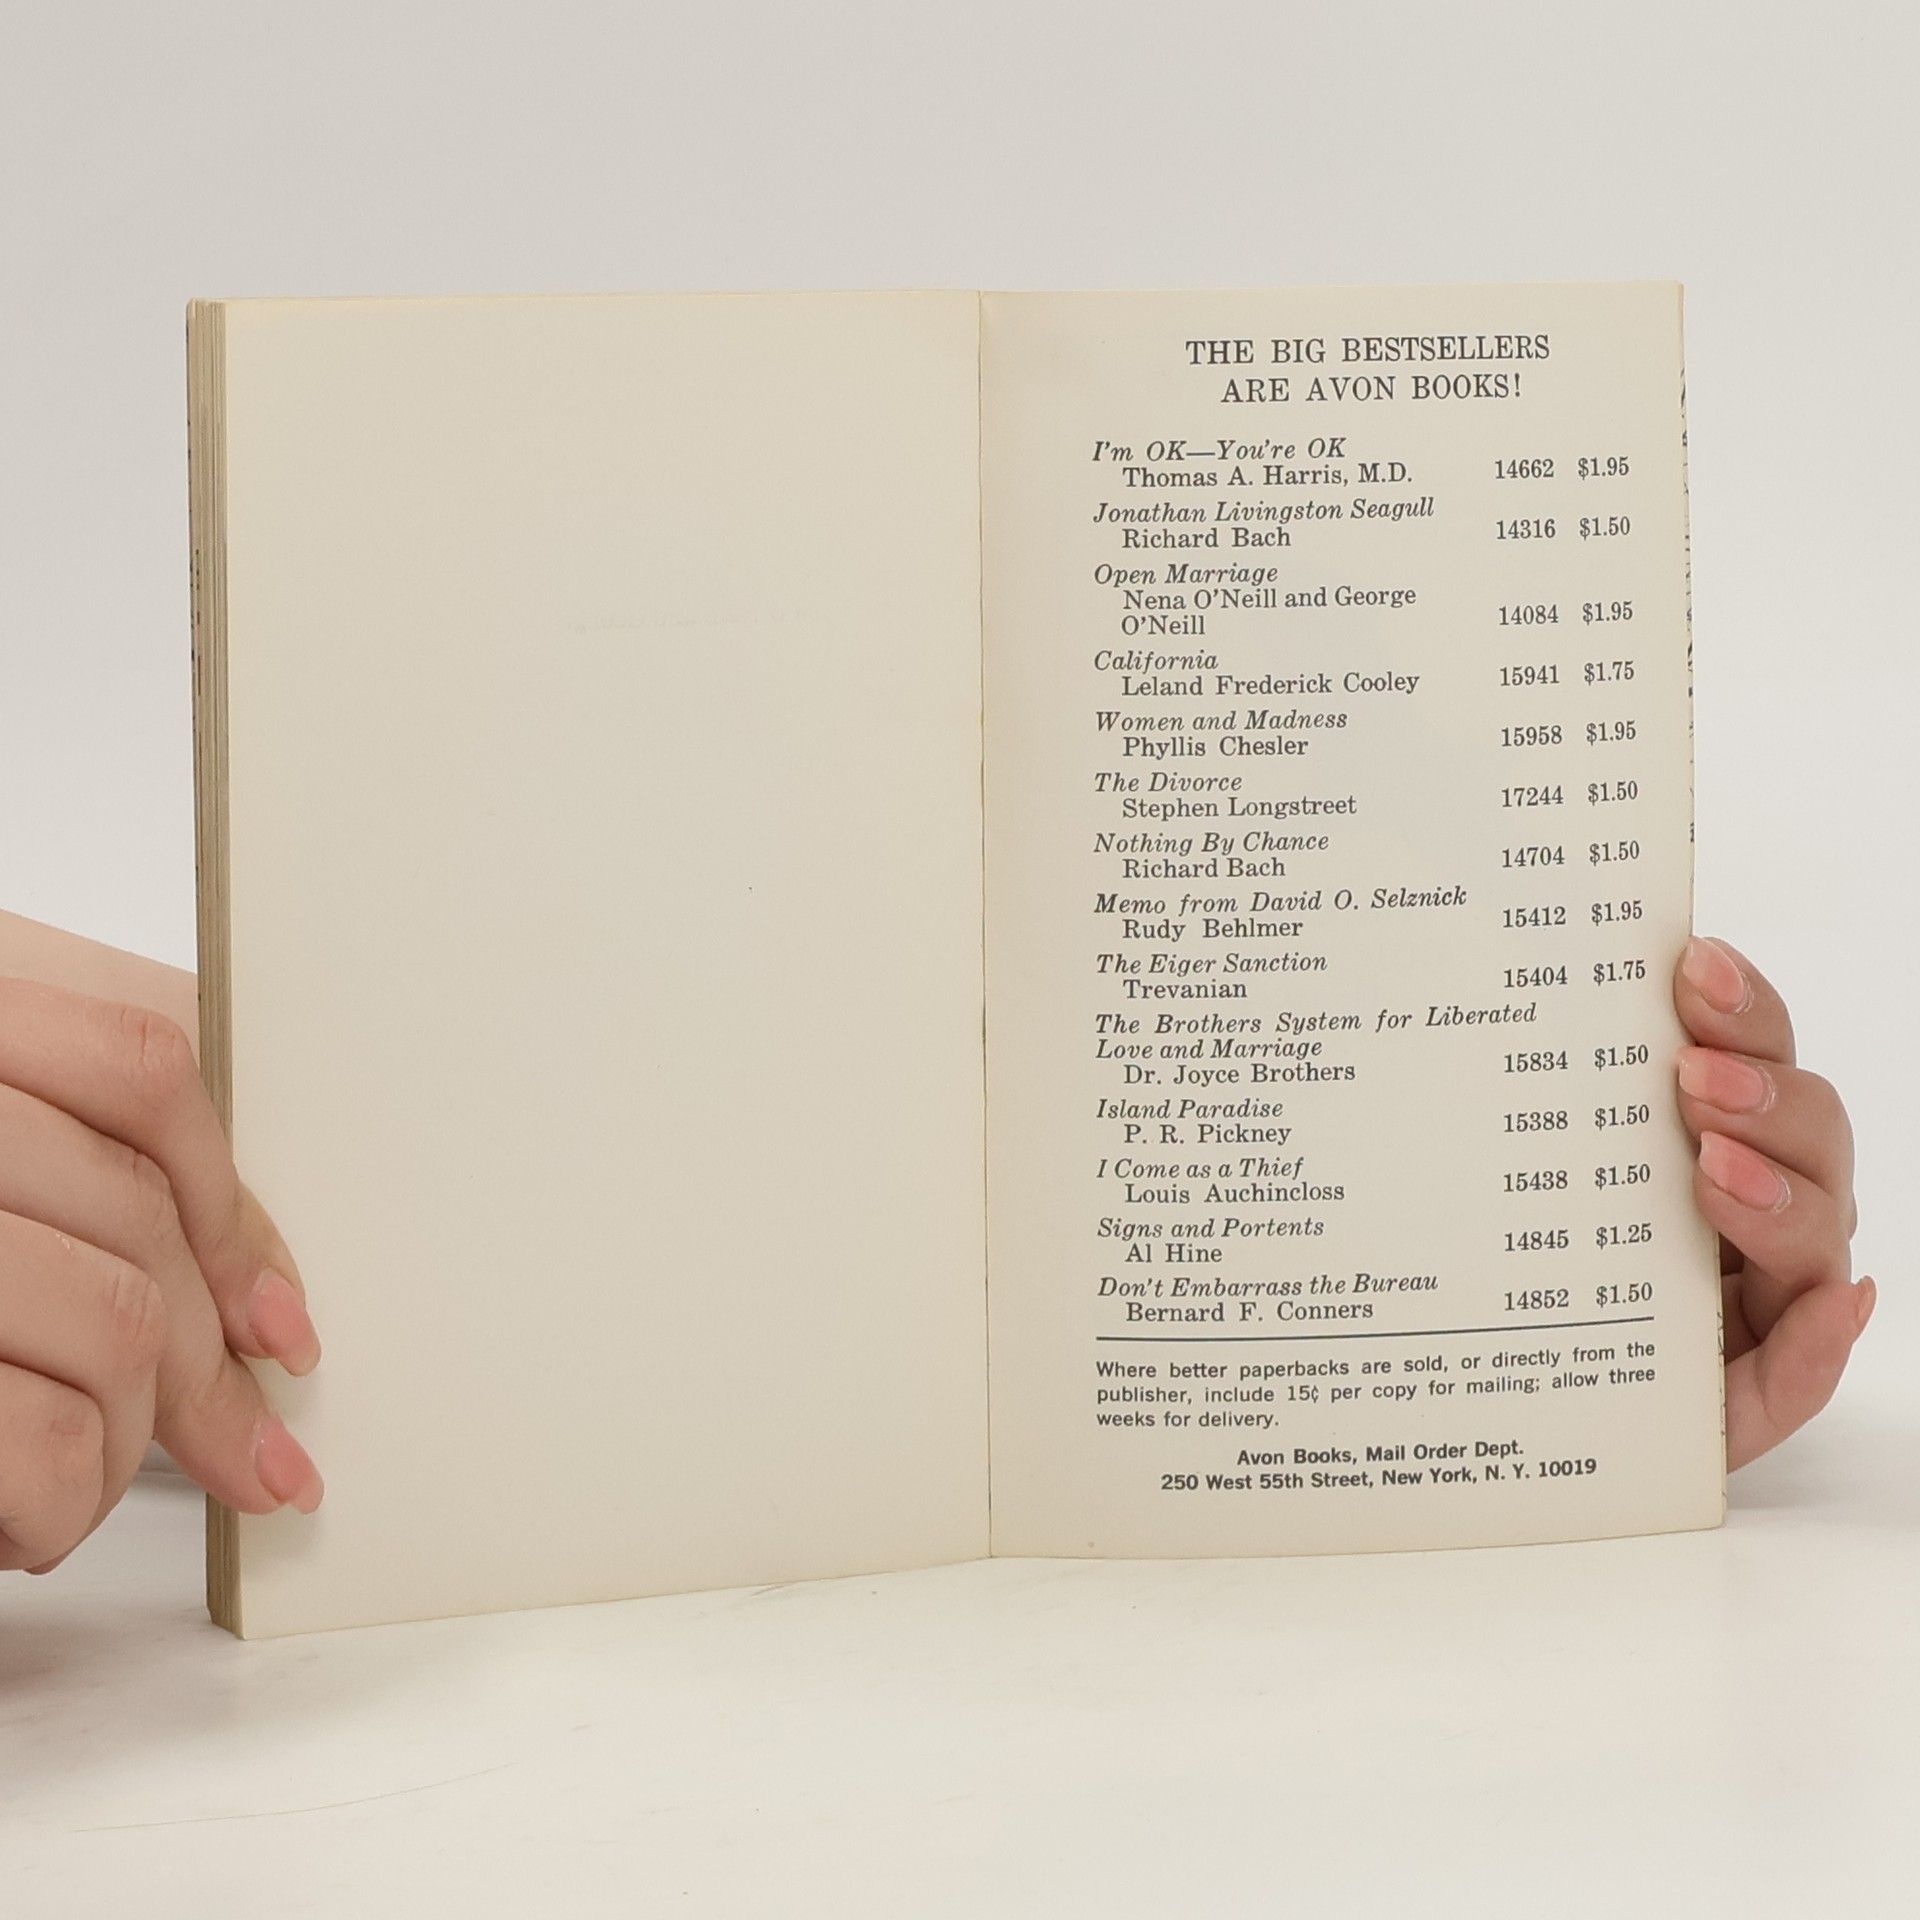 THE BIG BESTSELLERS
ARE AVON BOOKS!
I'm OK—You're OK
Thomas A. Harris, M.D. 14662 $1.95
Jonathan Livingston Seagull
Richard Bach 14316 $1.50
Open Marriage
Nena O'Neill and George
O'Neill 14084 $1.95
California
Leland Frederick Cooley 15941 $1.75
Women and Madness
Phyllis Chesler 15958 $1.95
The Divorce
Stephen Longstreet 17244 $1.50
Nothing By Chance
Richard Bach 14704 $1.50
Memo from David O. Selznick
Rudy Behlmer 15412 $1.95
The Eiger Sanction
Trevanian 15404 $1.75
The Brothers System for Liberated
Love and Marriage
Dr. Joyce Brothers 15834 $1.50
Island Paradise
P. R. Pickney 15388 $1.50
I Come as a Thief
Louis Auchincloss 15438 $1.50
Signs and Portents
Al Hine 14845 $1.25
Don't Embarrass the Bureau
Bernard F. Conners 14852 $1.50
Where better paperbacks are sold, or directly from the
publisher, include 15¢ per copy for mailing; allow three
weeks for delivery.
Avon Books, Mail Order Dept.
250 West 55th Street, New York, N. Y. 10019